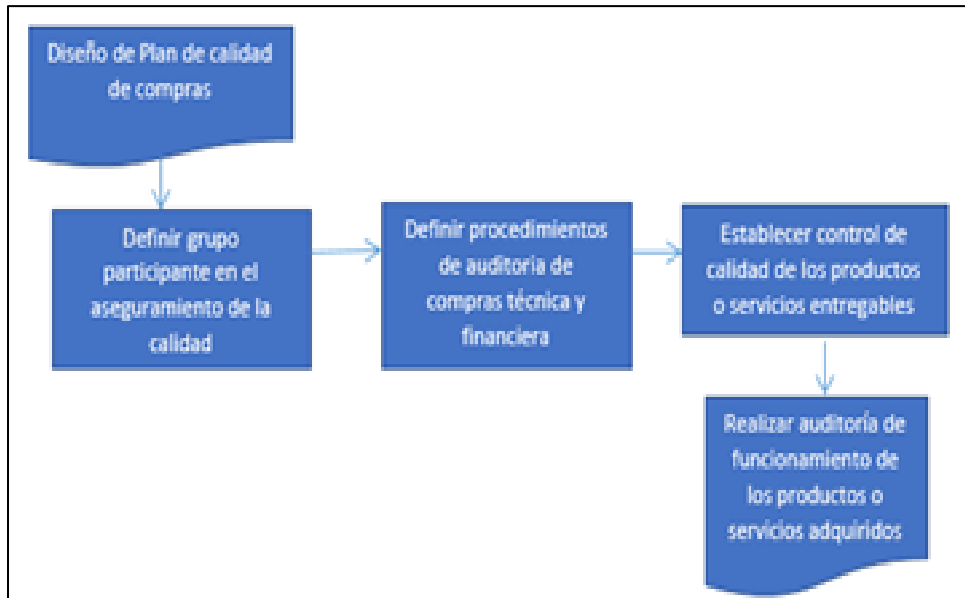 Diseño de Plan de calidad
de compras
Definir grupo
participante en el
aseguramiento de la
calidad
Definir procedimientos
de auditoria de
compras técnica y
financiera
Establecer control de
calidad de los productos
o servicios entregables
Realizar auditoría de
funcionamiento de
los productos o
servicios adquiridos